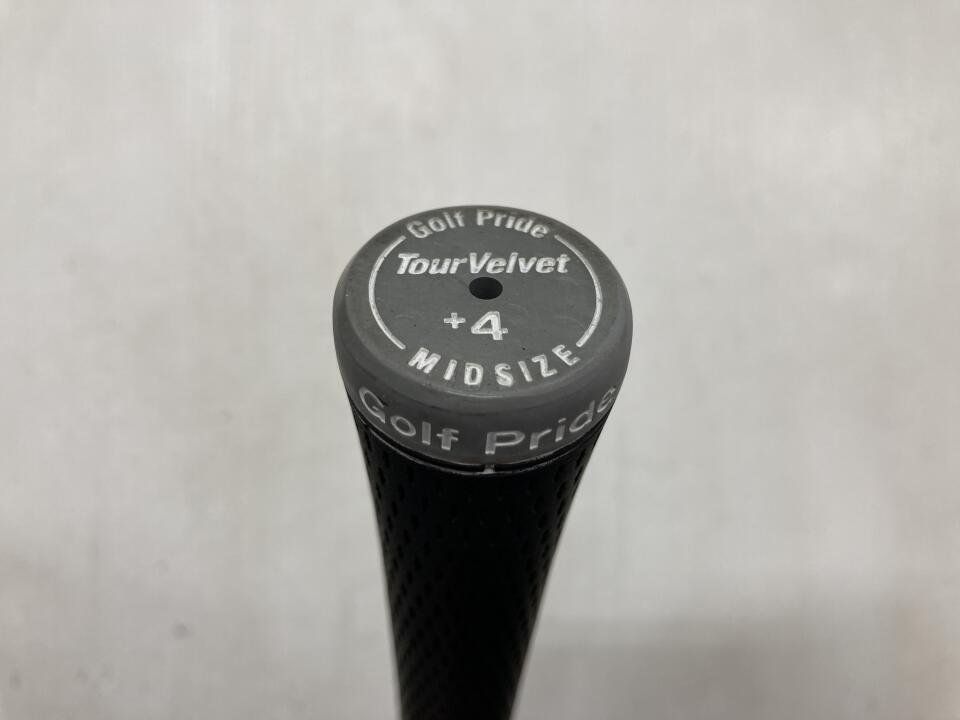 Golf Pride
TourVelvet
+4
MIDSIZE
Golf Pride